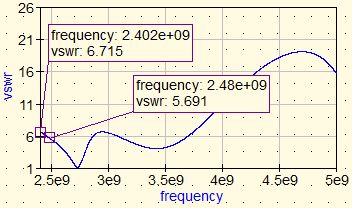 26
21
16
11
6
1
vswr
frequency: 2.402e+09
vswr: 6.715
frequency: 2.48e+09
vswr: 5.691
2.5e9 3e9 3.5e9 4e9 4.5e9 5e9
frequency